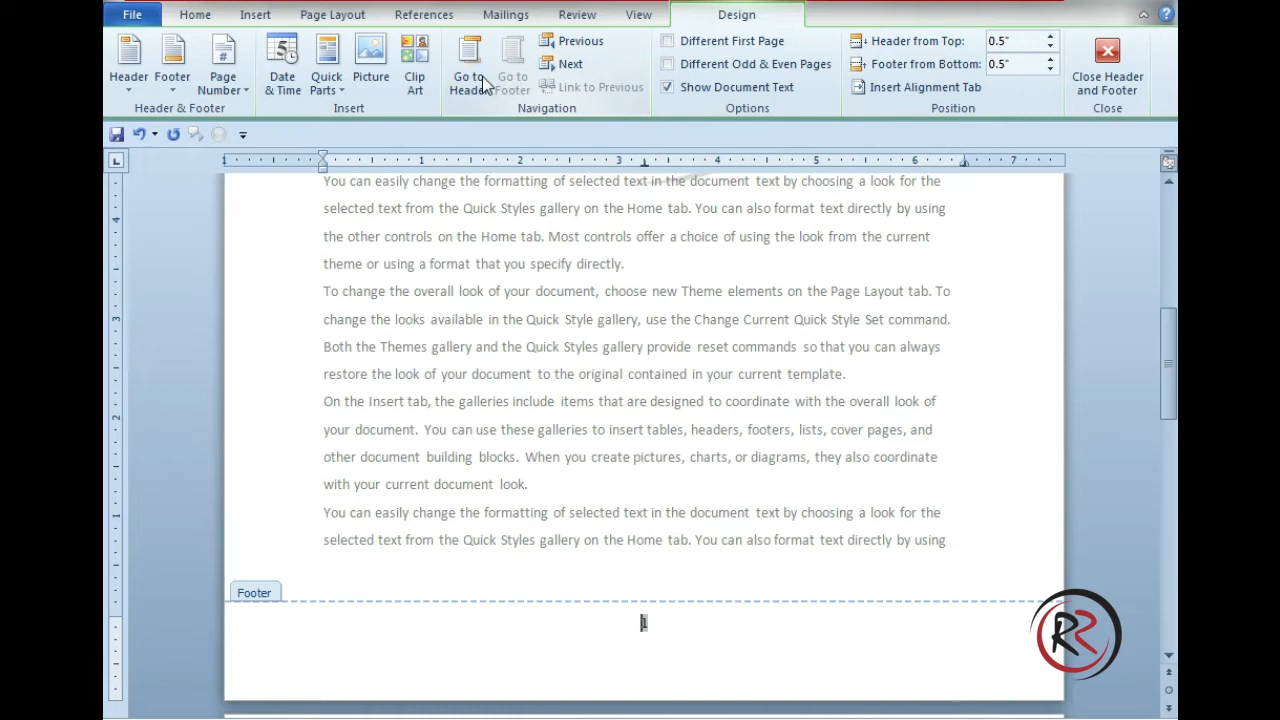 File Home Insert Page Layout References Mailings Review View Design
Header Footer Page Number Date & Time Quick Parts Picture Clip Art Go to Header Go to Footer
Previous
Next
Link to Previous
Different First Page
Different Odd & Even Pages
Show Document Text
Header from Top: 0.5"
Footer from Bottom: 0.5"
Insert Alignment Tab
Close Header and Footer
Header & Footer Insert Navigation Options Position Close
1 1 2 3 4 5 6 7
4
3
2
1
You can easily change the formatting of selected text in the document text by choosing a look for the
selected text from the Quick Styles gallery on the Home tab. You can also format text directly by using
the other controls on the Home tab. Most controls offer a choice of using the look from the current
theme or using a format that you specify directly.
To change the overall look of your document, choose new Theme elements on the Page Layout tab. To
change the looks available in the Quick Style gallery, use the Change Current Quick Style Set command.
Both the Themes gallery and the Quick Styles gallery provide reset commands so that you can always
restore the look of your document to the original contained in your current template.
On the Insert tab, the galleries include items that are designed to coordinate with the overall look of
your document. You can use these galleries to insert tables, headers, footers, lists, cover pages, and
other document building blocks. When you create pictures, charts, or diagrams, they also coordinate
with your current document look.
You can easily change the formatting of selected text in the document text by choosing a look for the
selected text from the Quick Styles gallery on the Home tab. You can also format text directly by using
Footer
1
RR